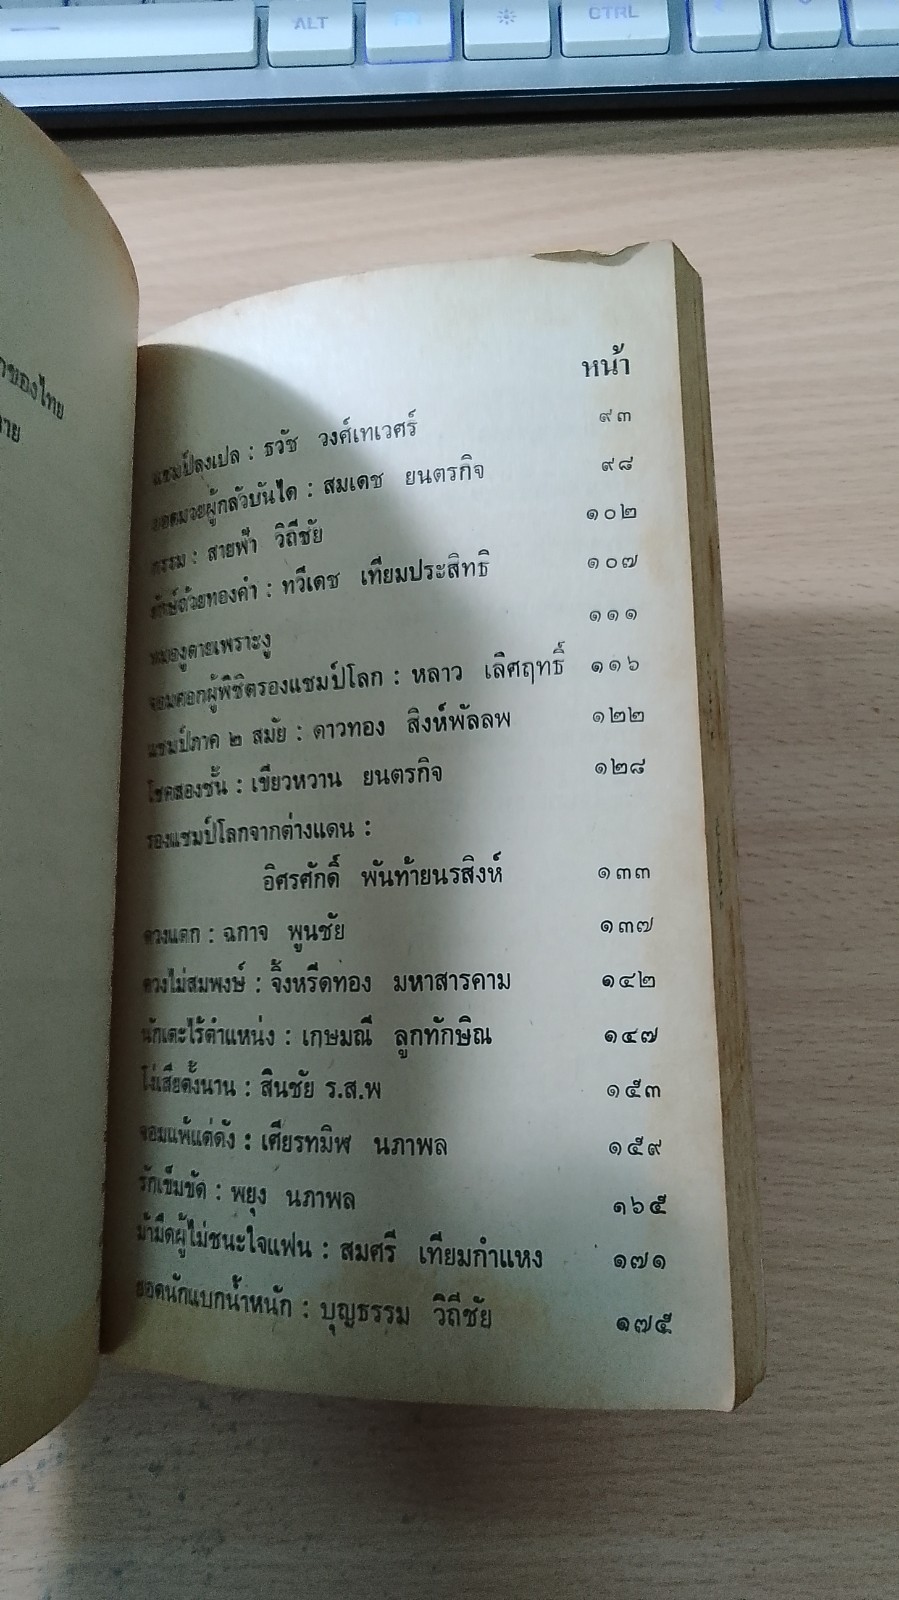 ALT
CTRL
ของไทย
หน้า
แชมป์ลงเปล : ธวัช วงศ์เทเวศร์ ๙๓
ยอดมวยผู้กลัวบันได : สมเดช ยนตรกิจ ๙๘
กรรม : สายฟ้า วิถีชัย ๑๐๒
ถ้วยทองคำ : ทวีเดช เทียมประสิทธิ ๑๐๗
หมองูตายเพราะงู ๑๑๑
จอมศอกผู้พิชิตรองแชมป์โลก : หลาว เลิศฤทธิ์ ๑๑๖
แชมป์ภาค ๒ สมัย : ดาวทอง สิงห์พัลลพ ๑๒๒
โชคสองชั้น : เขียวหวาน ยนตรกิจ ๑๒๘
รองแชมป์โลกจากต่างแดน :
อิศรศักดิ์ พันท้ายนรสิงห์ ๑๓๓
ดวงแตก : ฉกาจ พูนชัย ๑๓๗
ดวงไม่สมพงษ์ : จิ้งหรีดทอง มหาสารคาม ๑๔๒
นักเตะไร้ตำแหน่ง : เกษมณี ลูกทักษิณ ๑๔๗
โง่เสียตั้งนาน : สินชัย ร.ส.พ ๑๕๓
จอมแพ้แต่ดัง : เศียรทมิฬ นภาพล ๑๕๙
รักเข็มขัด : พยุง นภาพล ๑๖๕
ม้ามืดผู้ไม่ชนะใจแฟน : สมศรี เทียมกำแหง ๑๗๑
ยอดนักแบกน้ำหนัก : บุญธรรม วิถีชัย ๑๗๕